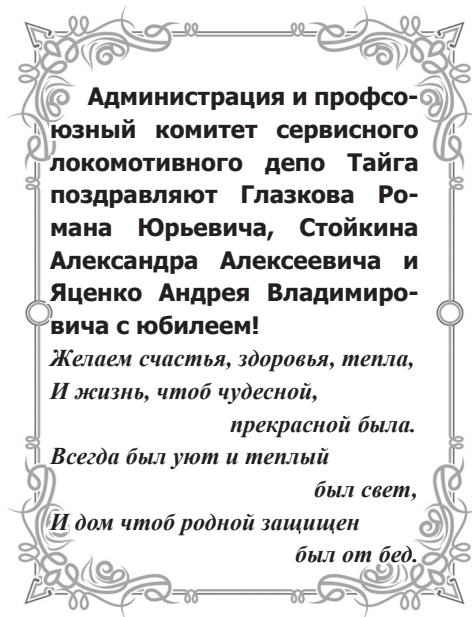 Администрация и профсо-
юзный комитет сервисного
локомотивного депо Тайга
поздравляют Глазкова Ро-
мана Юрьевича, Стойкина
Александра Алексеевича и
Яценко Андрея Владимиро-
вича с юбилеем!
Желаем счастья, здоровья, тепла,
И жизнь, чтоб чудесной,
прекрасной была.
Всегда был уют и теплый
был свет,
И дом чтоб родной защищен
был от бед.